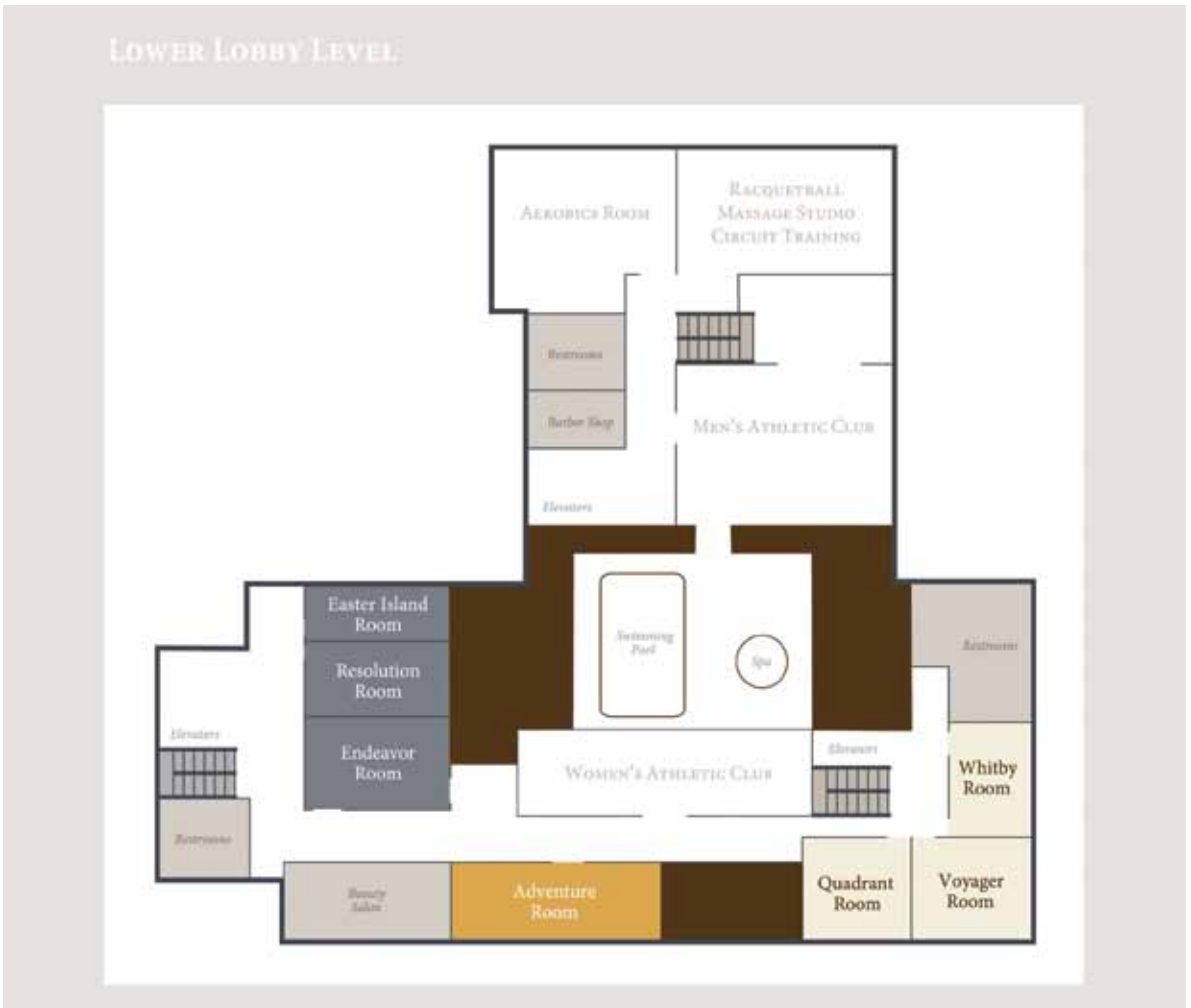 LOWER LOBBY LEVEL
AEROBICS ROOM
RACQUETBALL
MASSAGE STUDIO
CIRCUIT TRAINING
Restrooms
Barber Shop
MEN'S ATHLETIC CLUB
Elevators
Easter Island
Room
Swimming
Pool
Spa
Restroom
Resolution
Room
Elevators
Endeavor
Room
WOMEN'S ATHLETIC CLUB
Elevators
Whitby
Room
Restrooms
Beauty
Salon
Adventure
Room
Quadrant
Room
Voyager
Room